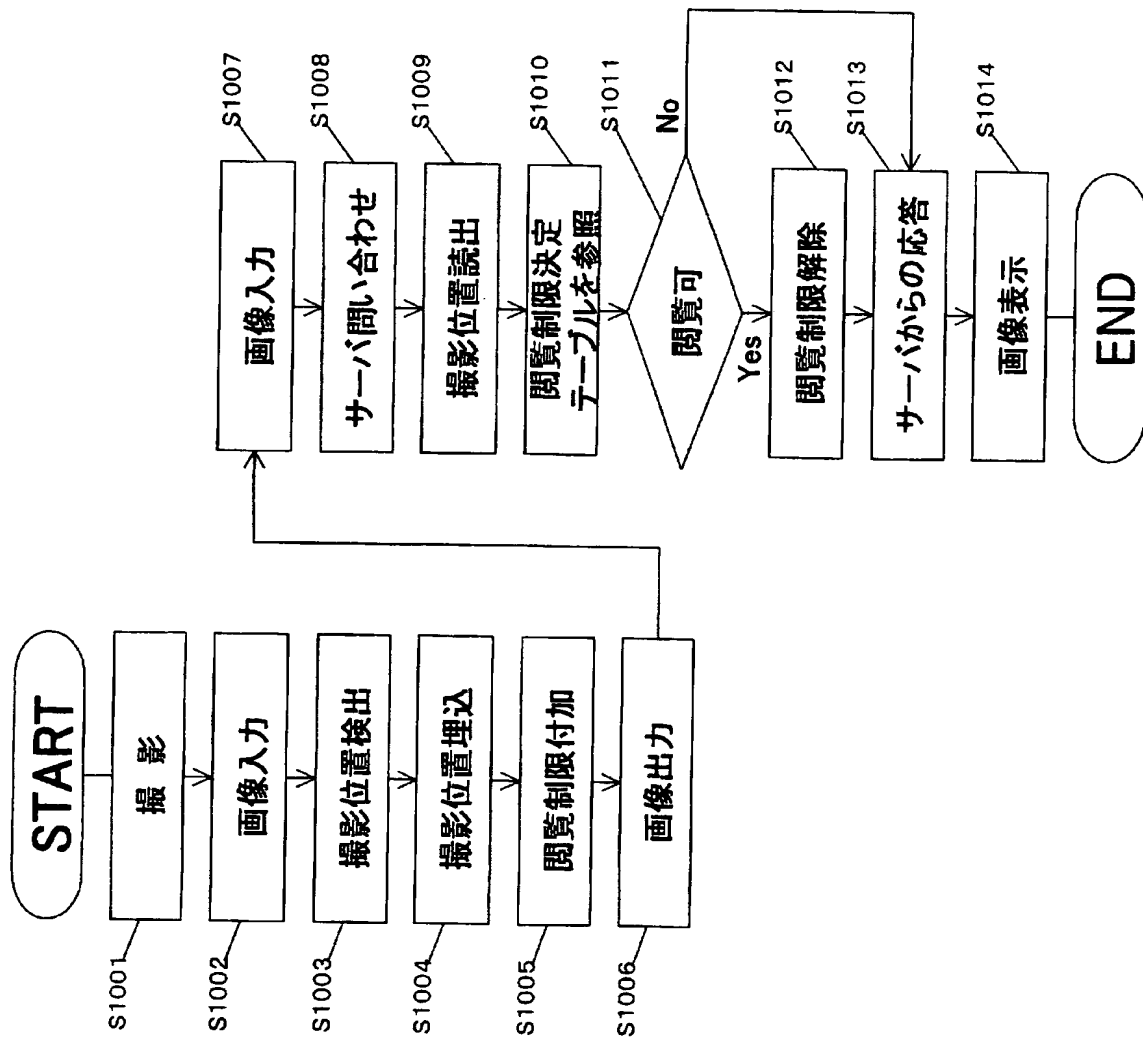 START
S1001
撮 影
S1002
画像入力
S1003
撮影位置検出
S1004
撮影位置埋込
S1005
閲覧制限付加
S1006
画像出力
S1007
画像入力
S1008
サーバ問い合わせ
S1009
撮影位置読出
S1010
閲覧制限決定
テーブルを参照
S1011
閲覧可
No
Yes
S1012
閲覧制限解除
S1013
サーバからの応答
S1014
画像表示
END